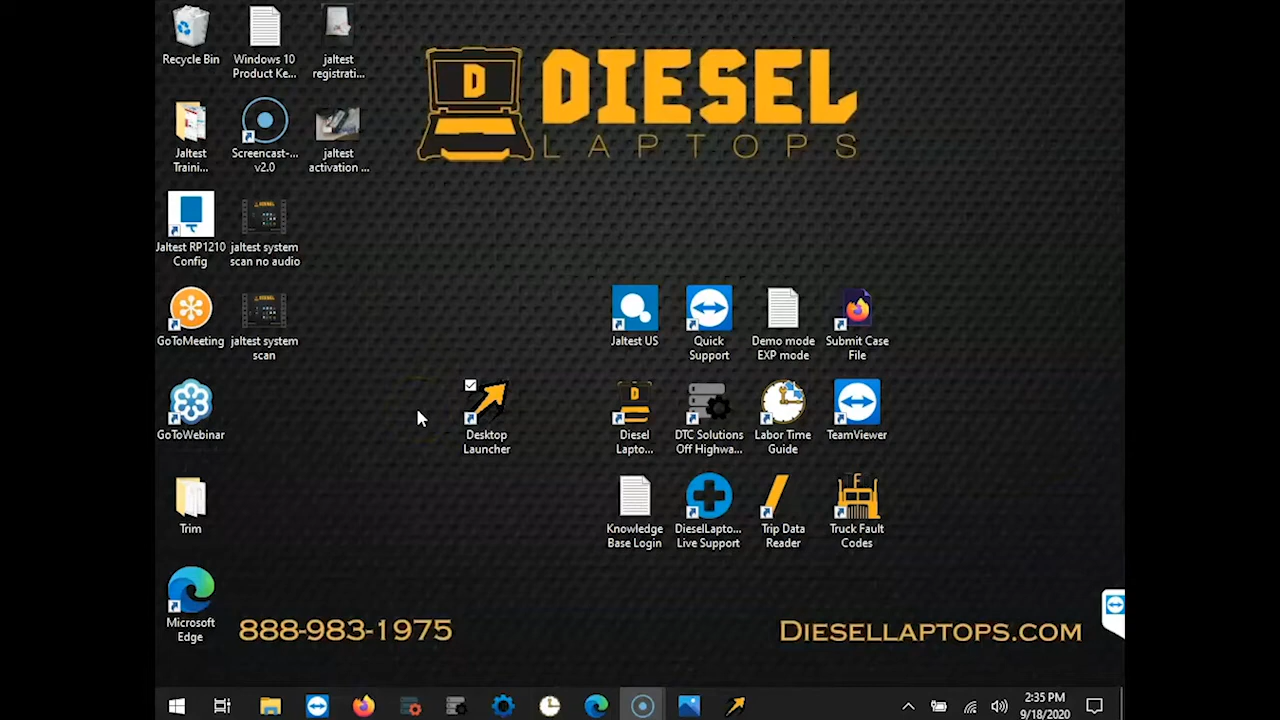 Recycle Bin
Windows 10
Product Ke...
jaltest
registrati...
D
DIESEL
LAPTOPS
Jaltest
Traini...
Screencast-...
v2.0
jaltest
activation ...
Jaltest RP1210
Config
jaltest system
scan no audio
GoToMeeting
jaltest system
scan
Jaltest US
Quick
Support
Demo mode
EXP mode
Submit Case
File
GoToWebinar
Desktop
Launcher
Diesel
Lapto...
DTC Solutions
Off Highwa...
Labor Time
Guide
TeamViewer
Trim
Knowledge
Base Login
DieselLapto...
Live Support
Trip Data
Reader
Truck Fault
Codes
Microsoft
Edge
888-983-1975
DIESELLAPTOPS.COM
2:35 PM
9/18/2020